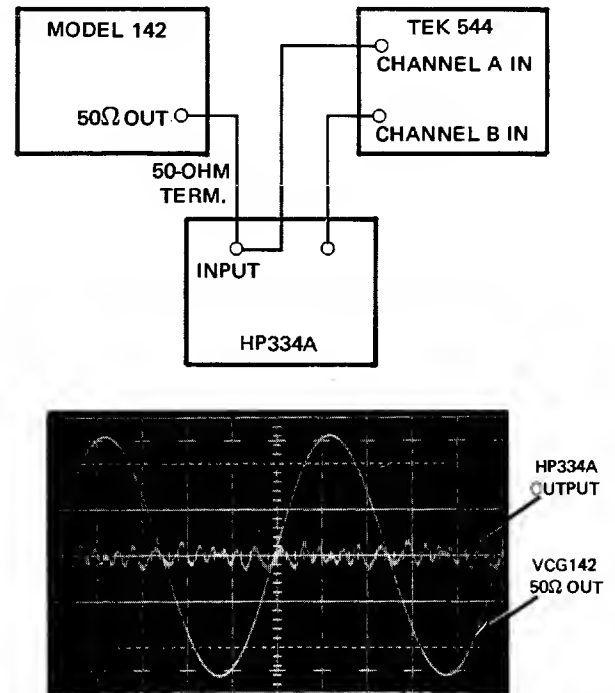 MODEL 142
50Ω OUT
50-OHM
TERM.
TEK 544
CHANNEL A IN
CHANNEL B IN
INPUT
HP334A
HP334A
OUTPUT
VCG142
50Ω OUT